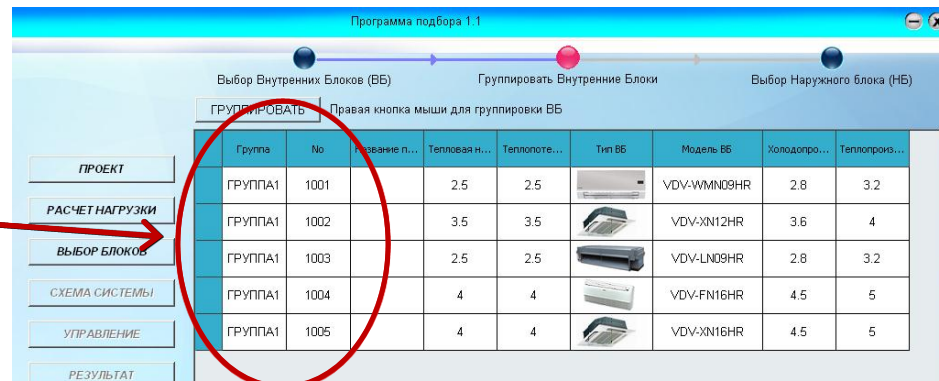 Программа подбора 1.1
Выбор Внутренних Блоков (ВБ) Группировать Внутренние Блоки Выбор Наружного блока (НБ)
ГРУППИРОВАТЬ Правая кнопка мыши для группировки ВБ
ПРОЕКТ
РАСЧЕТ НАГРУЗКИ
ВЫБОР БЛОКОВ
СХЕМА СИСТЕМЫ
УПРАВЛЕНИЕ
РЕЗУЛЬТАТ
Группа No Название п... Тепловая н... Теплопоте... Тип ВБ Модель ВБ Холодопро... Теплопроиз...
ГРУППА1 1001 2.5 2.5 VDV-WMN09HR 2.8 3.2
ГРУППА1 1002 3.5 3.5 VDV-XN12HR 3.6 4
ГРУППА1 1003 2.5 2.5 VDV-LN09HR 2.8 3.2
ГРУППА1 1004 4 4 VDV-FN16HR 4.5 5
ГРУППА1 1005 4 4 VDV-XN16HR 4.5 5